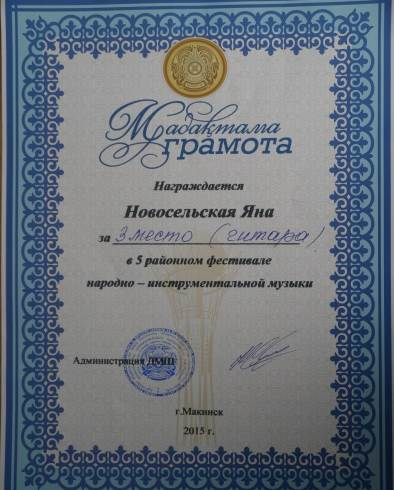 Мадақтама
грамота
Награждается
Новосельская Яна
за 3 место (гитара)
в 5 районном фестивале
народно – инструментальной музыки
Администрация ДМШ
г.Макинск
2015 г.